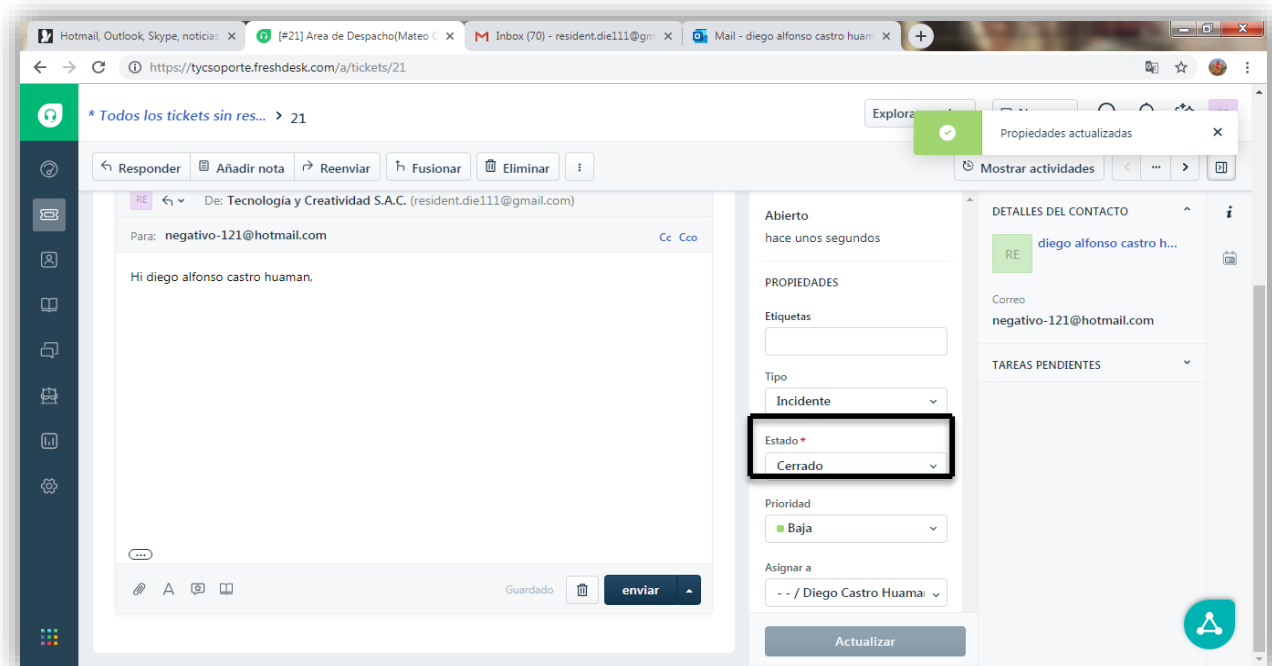 Hotmail, Outlook, Skype, noticias
[#21] Area de Despacho(Mateo C
Inbox (70) - resident.die111@gm
Mail - diego alfonso castro huam
https://tycsoporte.freshdesk.com/a/tickets/21
* Todos los tickets sin res... > 21
Explora
Propiedades actualizadas
Responder
Añadir nota
Reenviar
Fusionar
Eliminar
Mostrar actividades
RE
De: Tecnología y Creatividad S.A.C. (resident.die111@gmail.com)
Para: negativo-121@hotmail.com
Cc Cco
Hi diego alfonso castro huaman,
Guardado
enviar
Abierto
hace unos segundos
PROPIEDADES
Etiquetas
Tipo
Incidente
Estado *
Cerrado
Prioridad
Baja
Asignar a
- - / Diego Castro Huama
Actualizar
DETALLES DEL CONTACTO
RE
diego alfonso castro h...
Correo
negativo-121@hotmail.com
TAREAS PENDIENTES